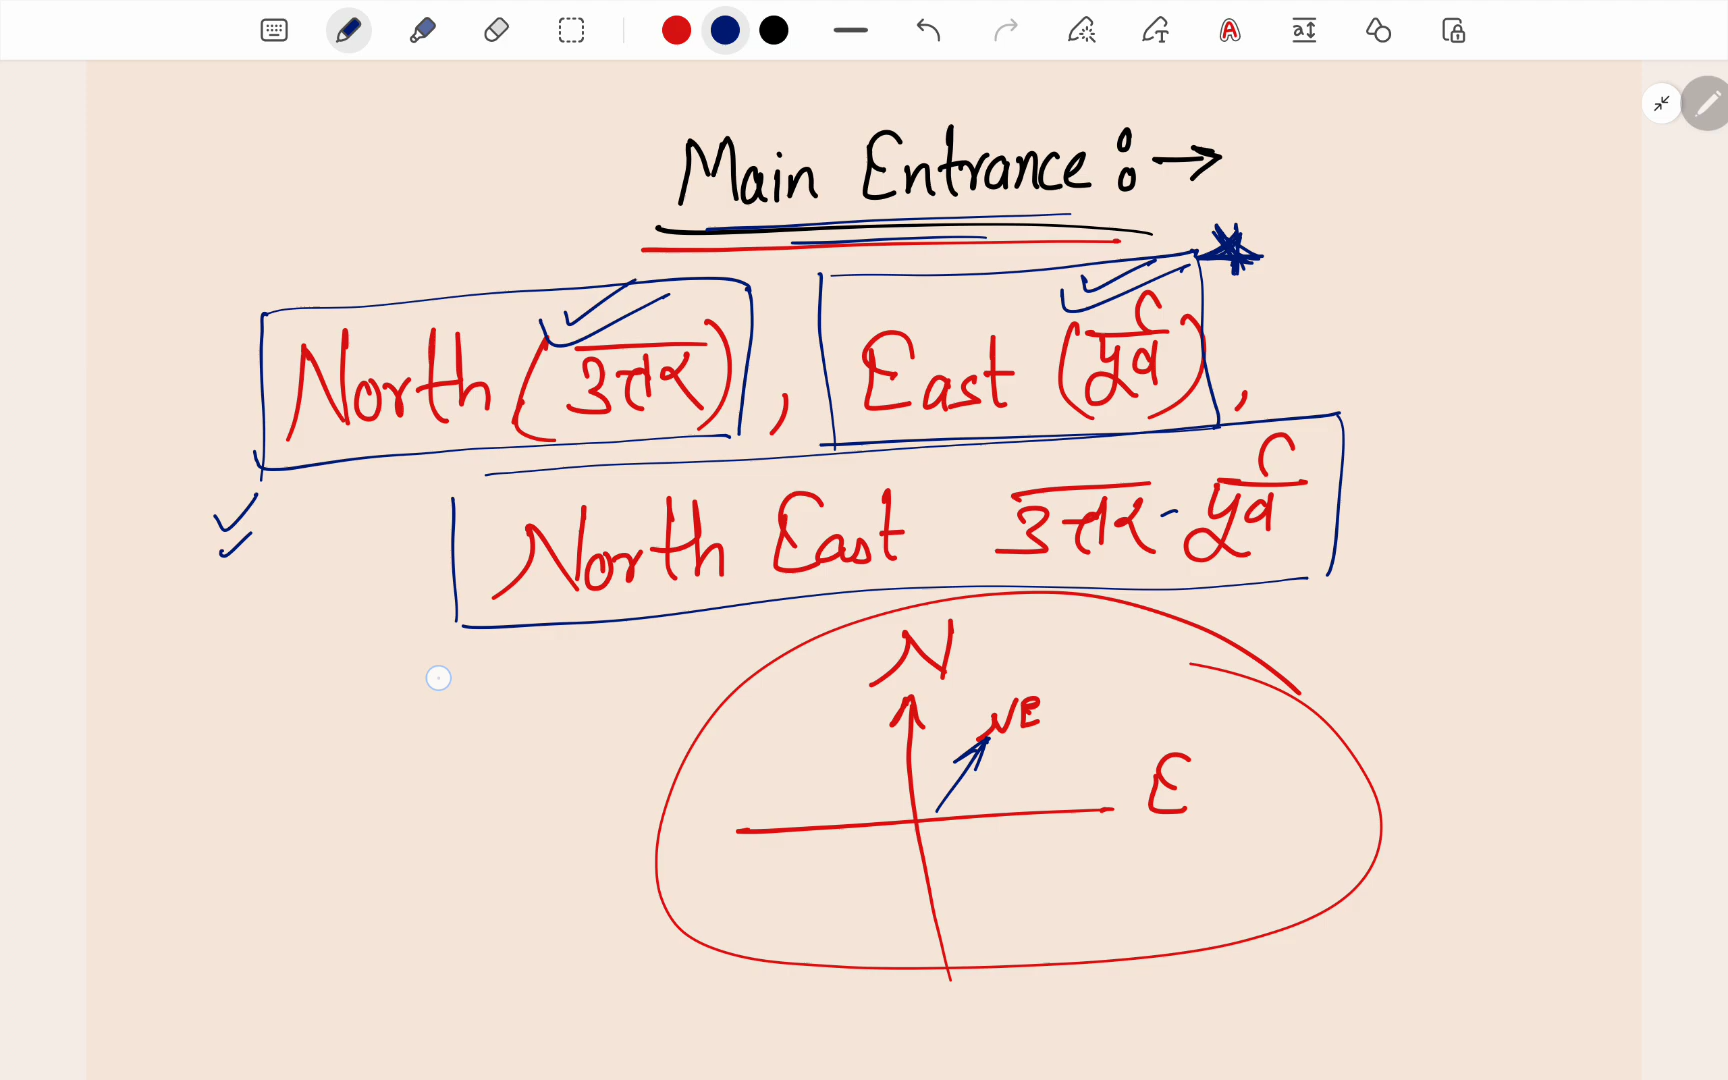 Main Entrance :→
North (उत्तर), East (पूर्व),
North East उत्तर - पूर्व
N
NE
E